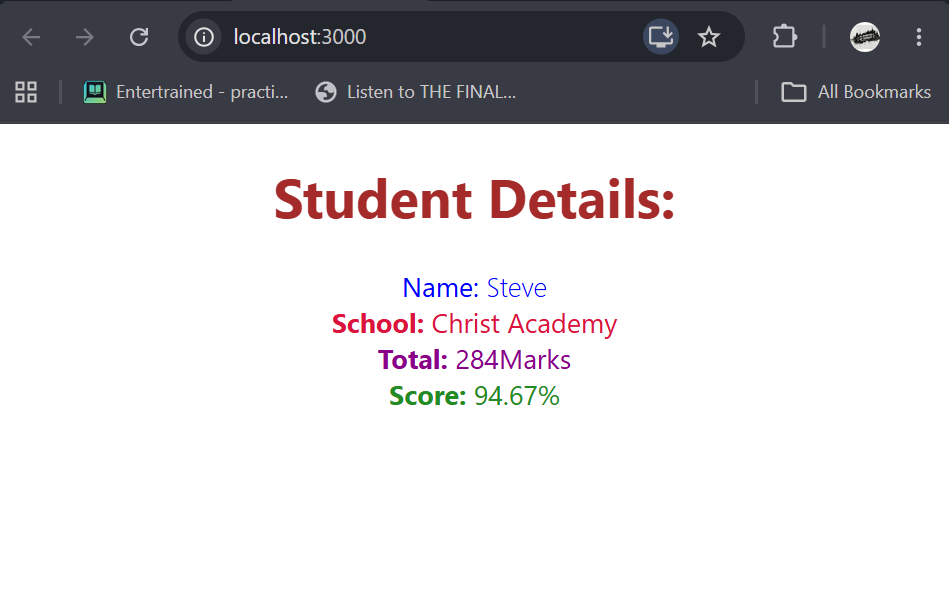 localhost:3000
Entertrained - practi...
Listen to THE FINAL...
All Bookmarks
Student Details:
Name: Steve
School: Christ Academy
Total: 284Marks
Score: 94.67%